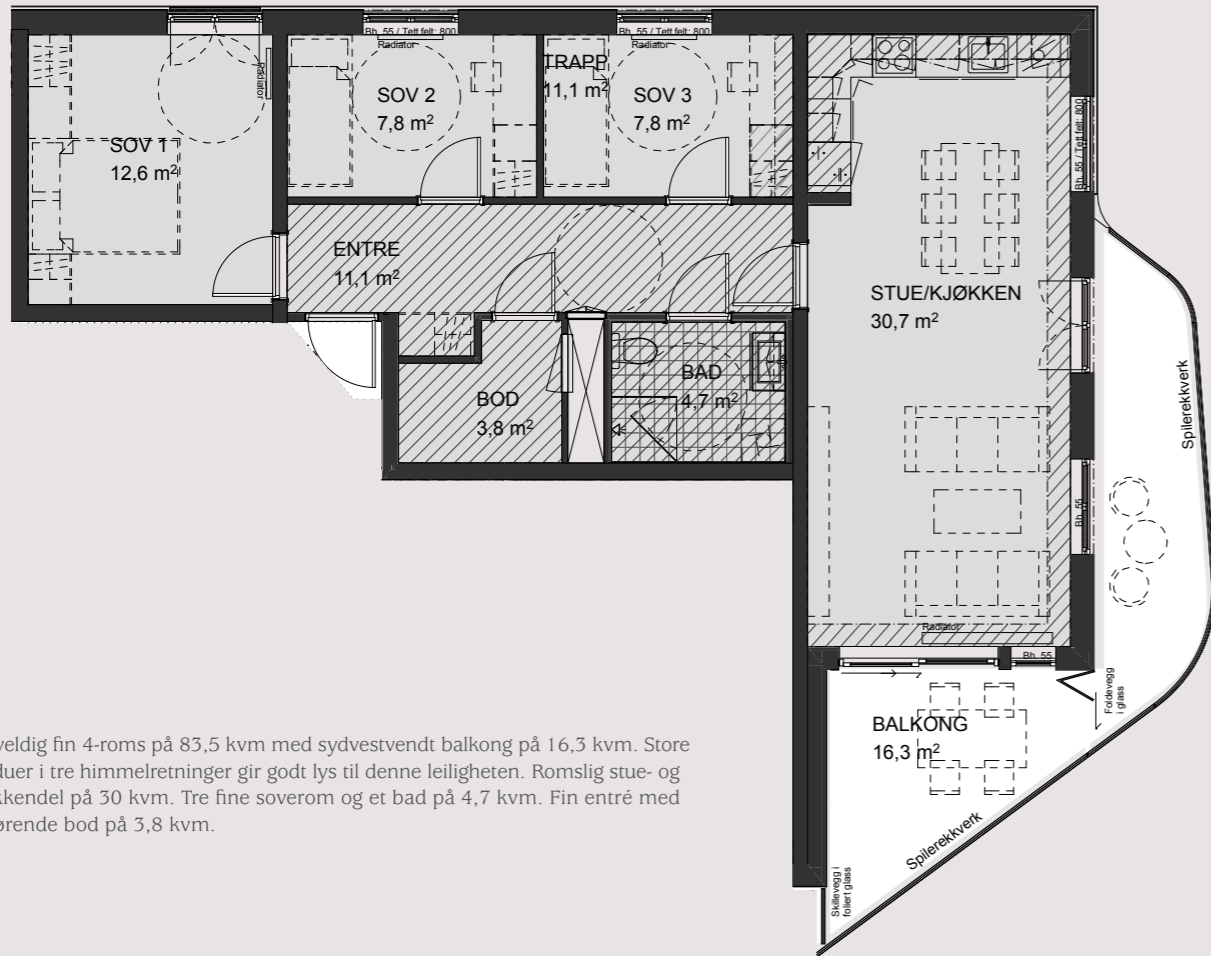 Bh. 55 / Tett felt: 800
Bh. 55 / Tett felt: 800
Radiator
Radiator
Radiator
TRAPP
11,1 m²
SOV 1
12,6 m²
SOV 2
7,8 m²
SOV 3
7,8 m²
Bh. 55 / Tett felt: 800
ENTRE
11,1 m²
STUE/KJØKKEN
30,7 m²
BOD
3,8 m²
BAD
4,7 m²
Spilerekkverk
Bh. 55
Radiator
Bh. 55
Foldevegg
i glass
BALKONG
16,3 m²
Spilerekkverk
Skillevegg i
foliert glass
veldig fin 4-roms på 83,5 kvm med sydvestvendt balkong på 16,3 kvm. Store
duer i tre himmelretninger gir godt lys til denne leiligheten. Romslig stue- og
kkendel på 30 kvm. Tre fine soverom og et bad på 4,7 kvm. Fin entré med
ørende bod på 3,8 kvm.